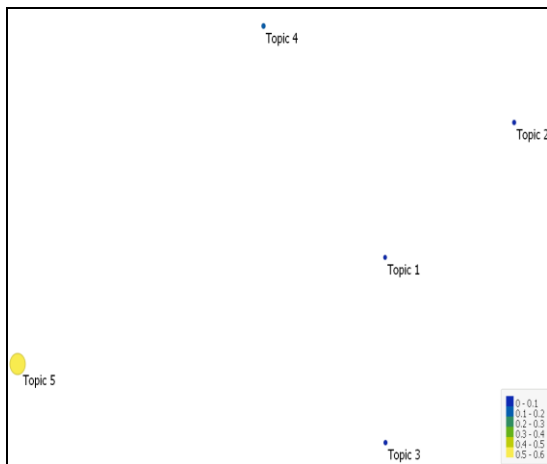 Topic 4
Topic 2
Topic 1
Topic 5
Topic 3
0 - 0.1
0.1 - 0.2
0.2 - 0.3
0.3 - 0.4
0.4 - 0.5
0.5 - 0.6